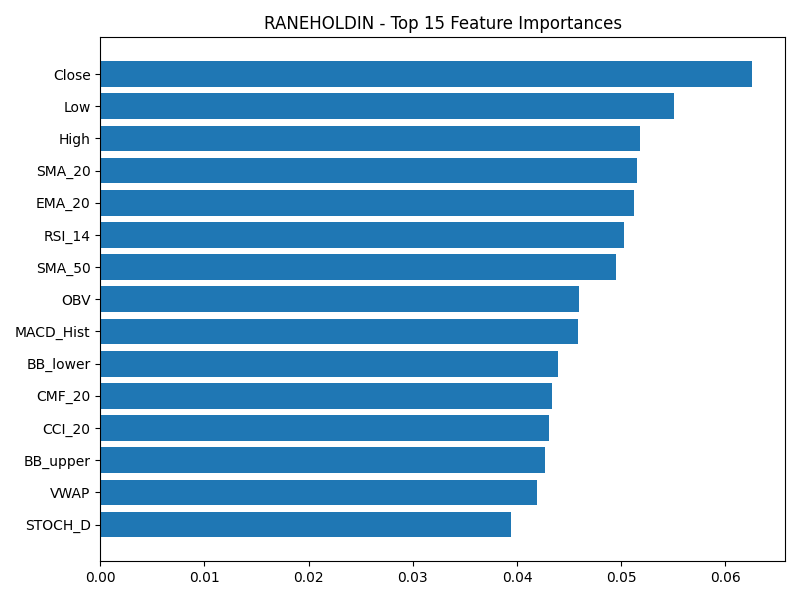 RANEHOLDIN - Top 15 Feature Importances
Close
Low
High
SMA_20
EMA_20
RSI_14
SMA_50
OBV
MACD_Hist
BB_lower
CMF_20
CCI_20
BB_upper
VWAP
STOCH_D
0.00 0.01 0.02 0.03 0.04 0.05 0.06